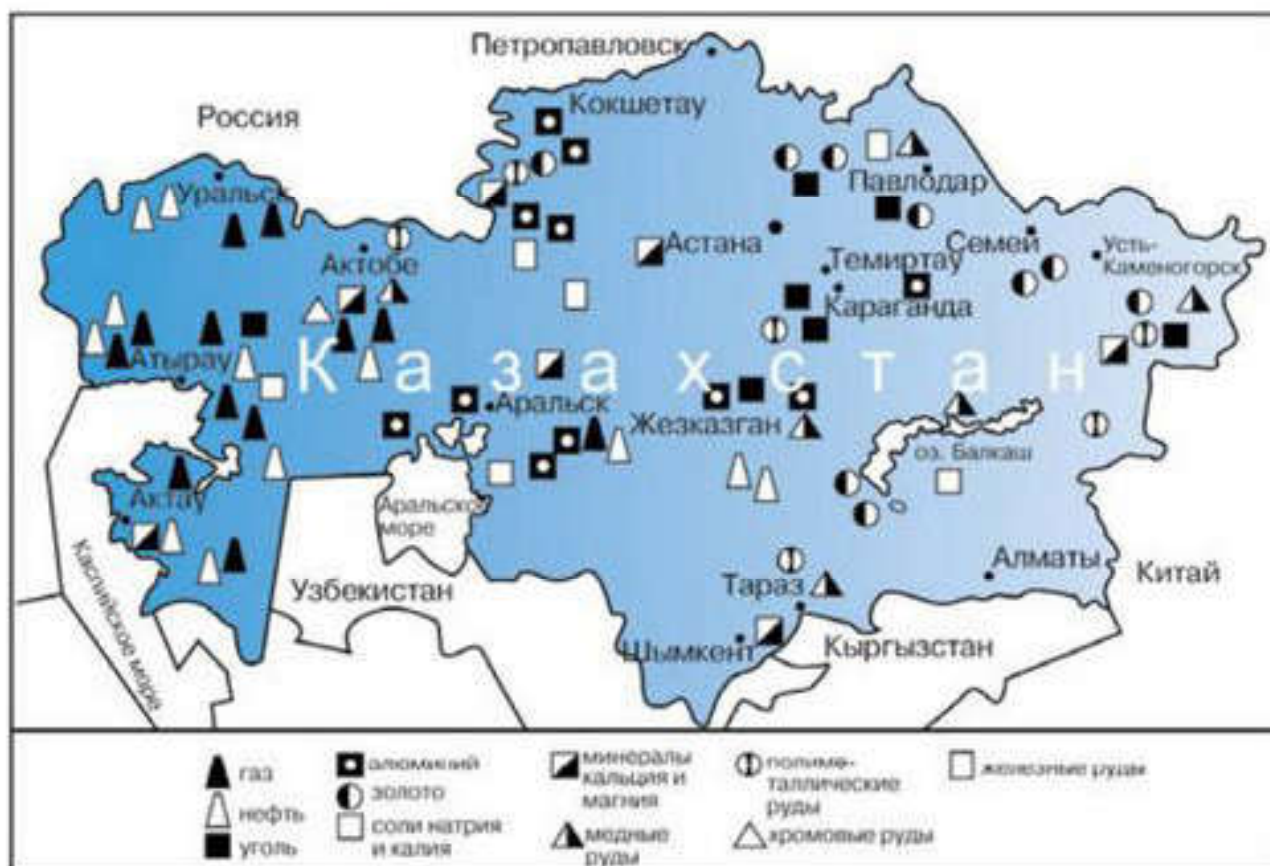 Петропавловск
Кокшетау
Россия
Уральск
Павлодар
Актобе
Астана
Семей
Усть-
Каменогорск
Темиртау
Караганда
Атырау
Казахстан
Аральск
Жезказган
оз. Балкаш
Актау
Аральское
море
Каспийское море
Узбекистан
Тараз
Алматы
Китай
Шымкент
Кыргызстан
газ
нефть
уголь
алюминий
золото
соли натрия
и калия
минералы
кальция и
магния
медные
руды
полиме-
таллические
руды
хромовые руды
железные руды